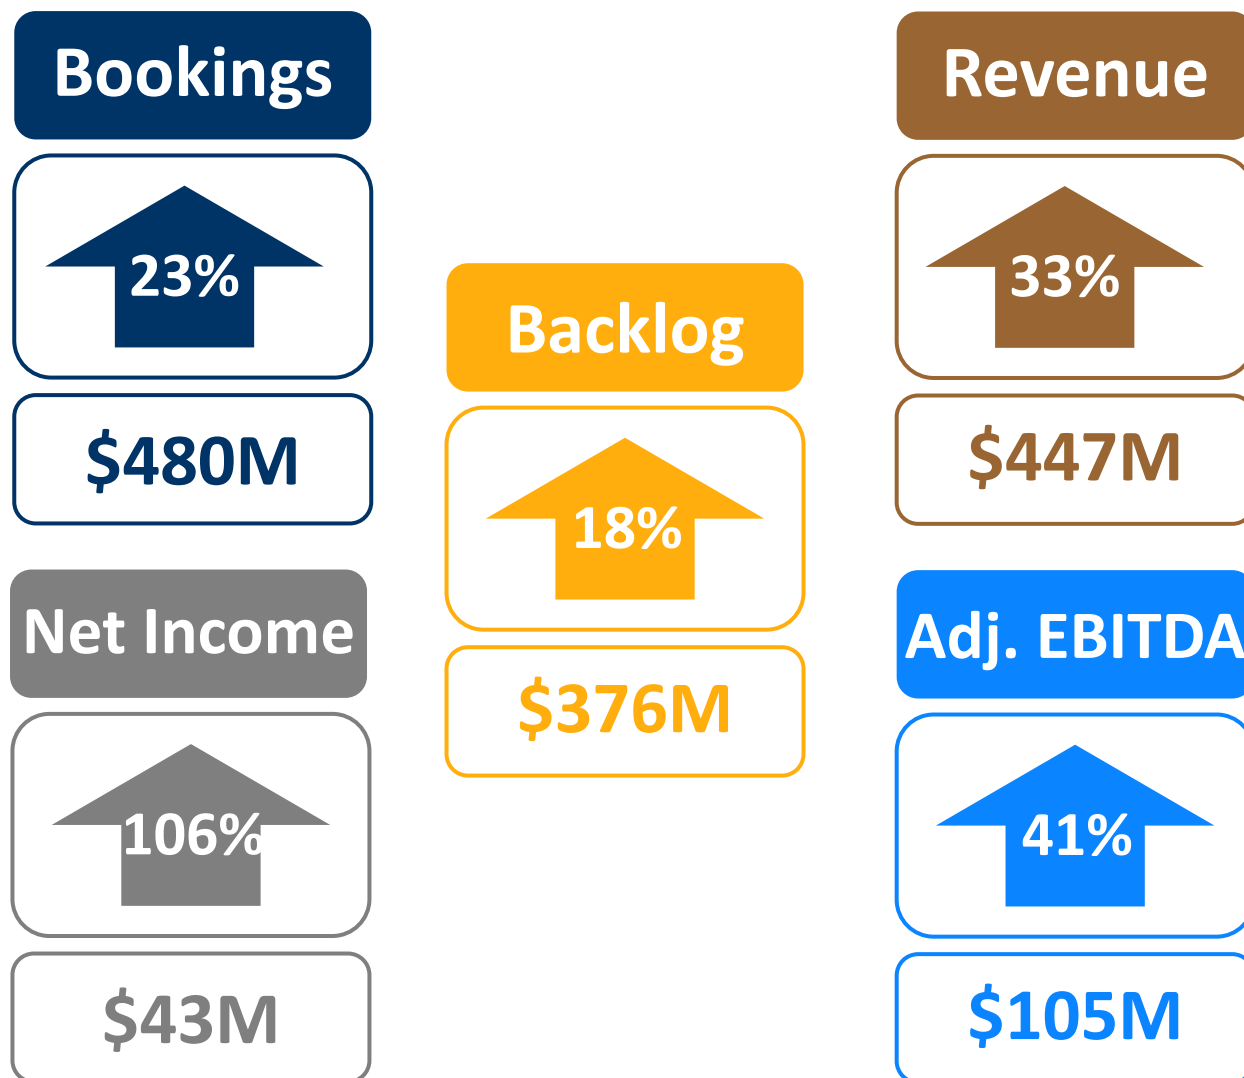 Bookings
23%
$480M
Net Income
106%
$43M
Backlog
18%
$376M
Revenue
33%
$447M
Adj. EBITDA
41%
$105M